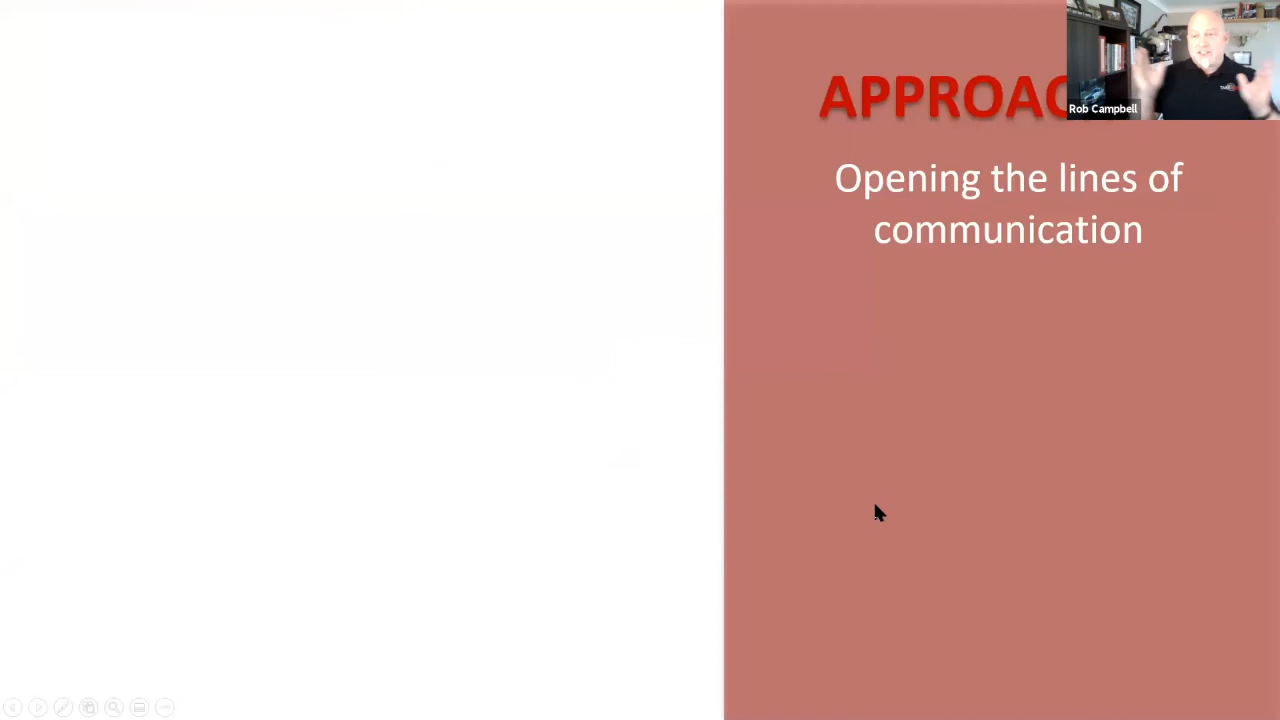 APPROAC
Rob Campbell
Opening the lines of
communication